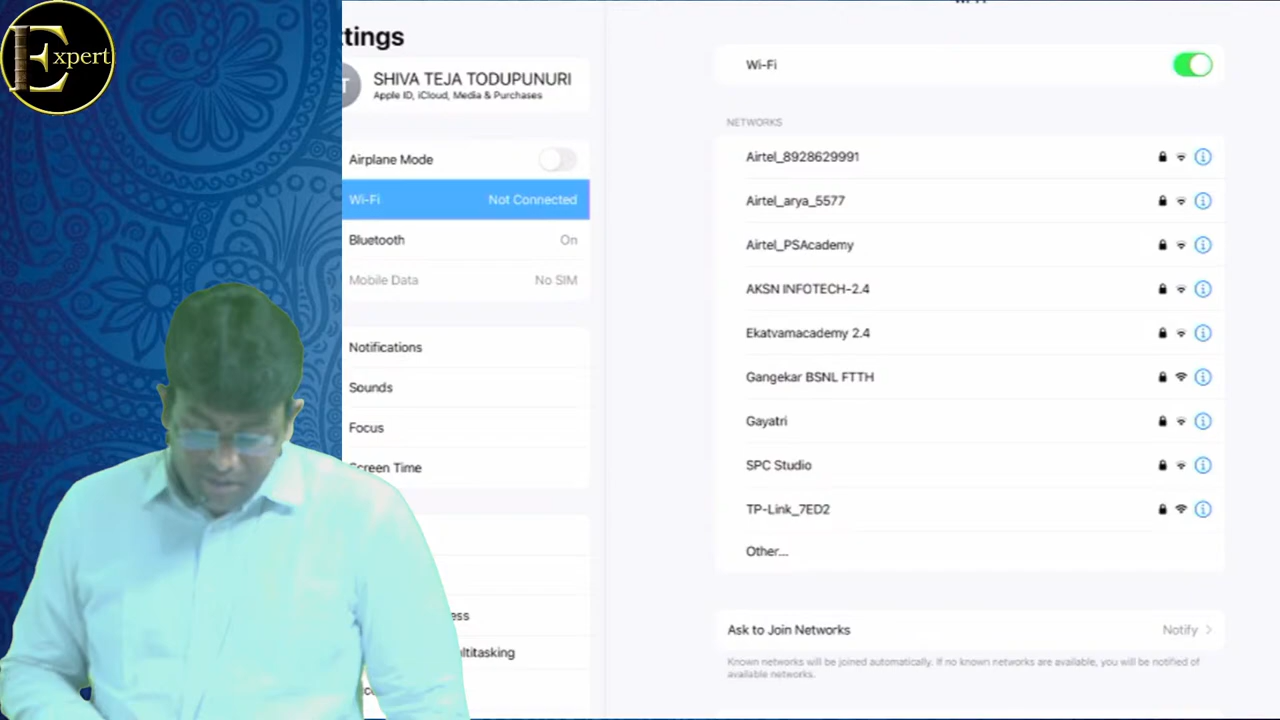 Expert
ttings
Wi-Fi
T
SHIVA TEJA TODUPUNURI
Apple ID, iCloud, Media & Purchases
Airplane Mode
Wi-Fi
Not Connected
Bluetooth
On
Mobile Data
No SIM
Notifications
Sounds
Focus
Screen Time
ess
ltitasking
NETWORKS
Airtel_8928629991
Airtel_arya_5577
Airtel_PSAcademy
AKSN INFOTECH-2.4
Ekatvamacademy 2.4
Gangekar BSNL FTTH
Gayatri
SPC Studio
TP-Link_7ED2
Other...
Ask to Join Networks
Notify
Known networks will be joined automatically. If no known networks are available, you will be notified of
available networks.